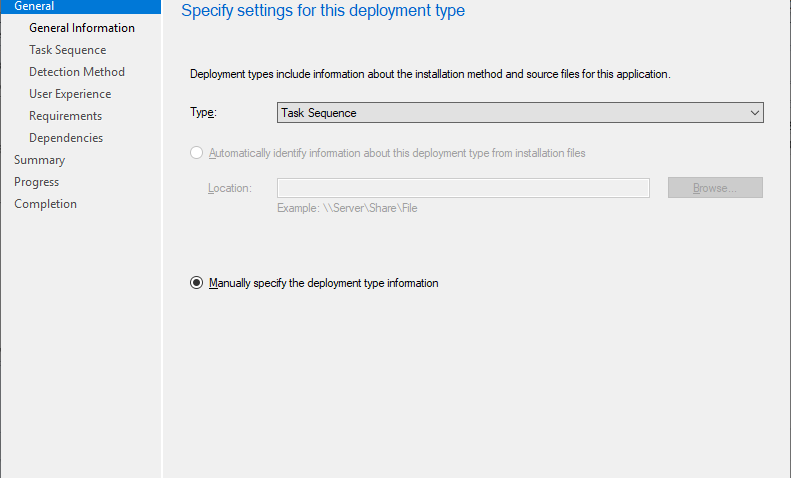 General
General Information
Task Sequence
Detection Method
User Experience
Requirements
Dependencies
Summary
Progress
Completion
Specify settings for this deployment type
Deployment types include information about the installation method and source files for this application.
Type: Task Sequence
Automatically identify information about this deployment type from installation files
Location: Browse...
Example: \\Server\Share\File
Manually specify the deployment type information